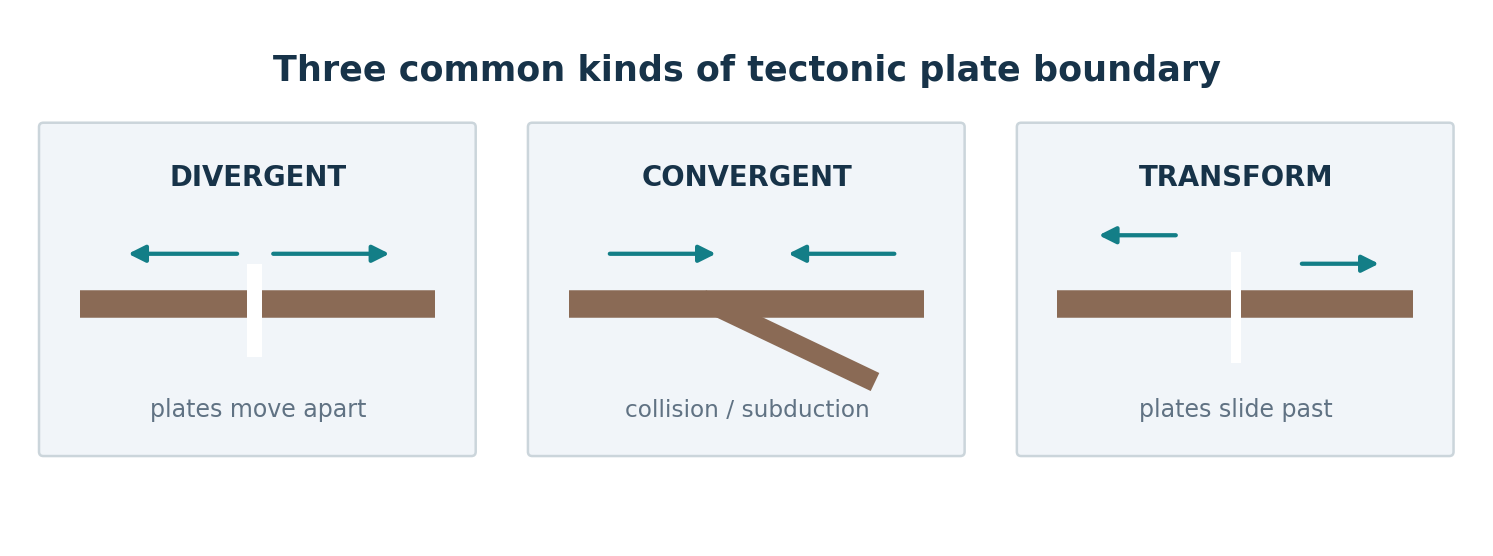 Three common kinds of tectonic plate boundary
DIVERGENT
plates move apart
CONVERGENT
collision / subduction
TRANSFORM
plates slide past